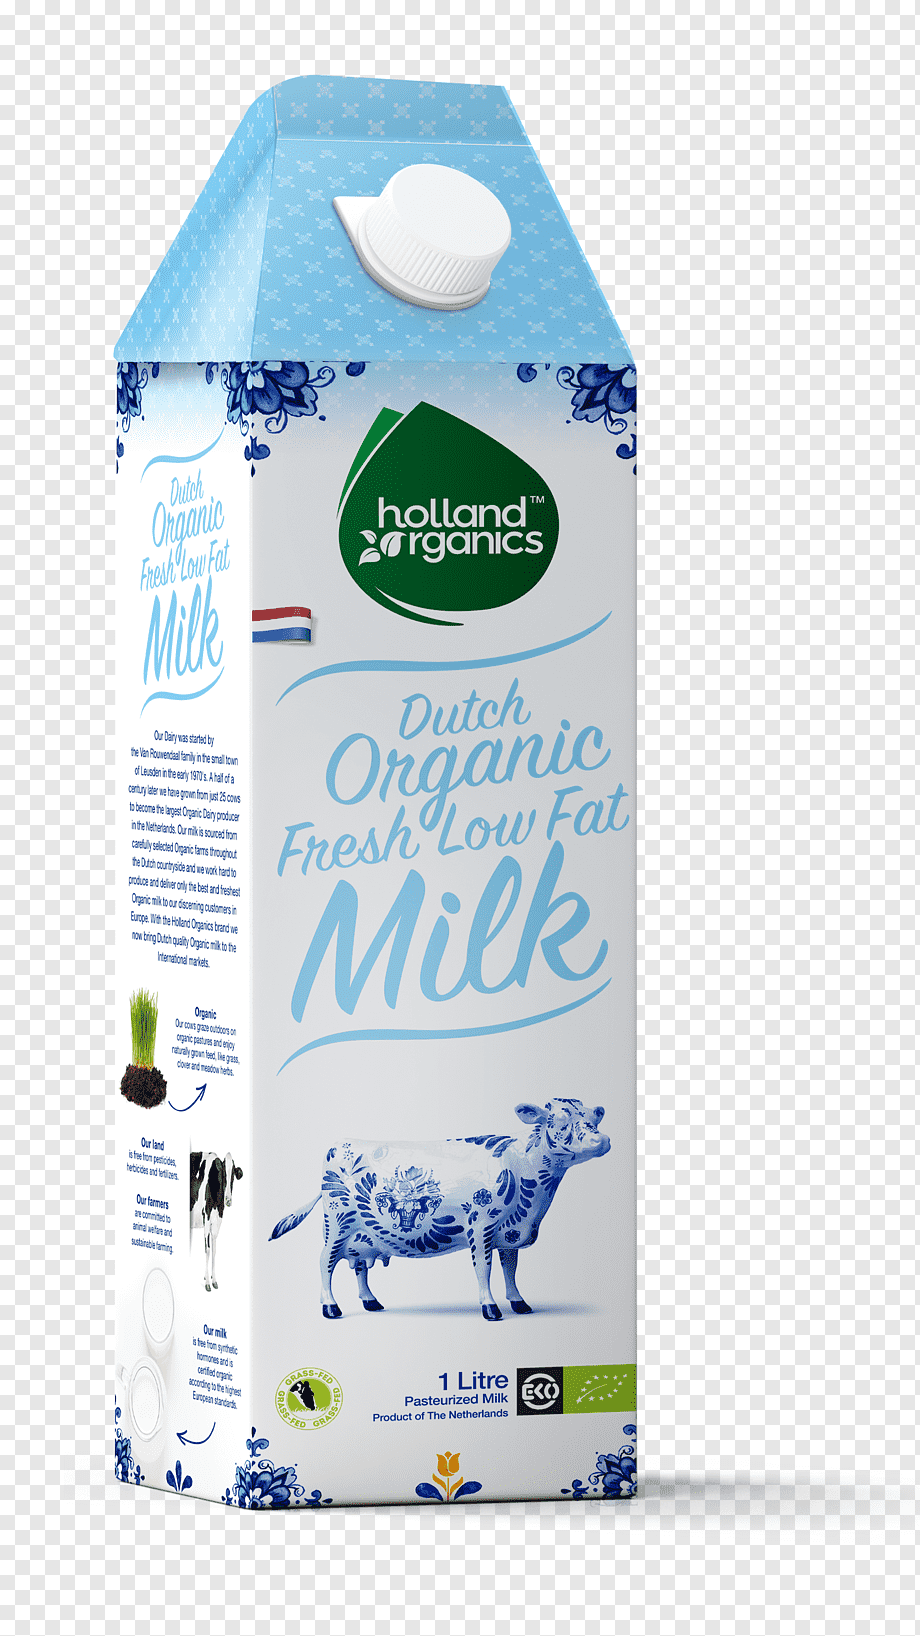 holland™
organics
Dutch
Organic
Fresh Low Fat
Milk
1 Litre
Pasteurized Milk
Product of The Netherlands
GRASS-FED GRASS-FED GRASS-FED
EKO
Dutch
Organic
Fresh Low Fat
Milk
Our Dairy was started by
the Van Rouwendaal family in the small town
of Leusden in the early 1970's. A half of a
century later we have grown from just 25 cows
to become the largest Organic Dairy producer
in the Netherlands. Our milk is sourced from
carefully selected Organic farms throughout
the Dutch countryside and we work hard to
produce and deliver only the best and freshest
Organic milk to our discerning customers in
Europe. With the Holland Organics brand we
now bring Dutch quality Organic milk to the
International markets.
Organic
Our cows graze outdoors on
organic pastures and enjoy
naturally grown feed, like grass,
clover and meadow herbs.
Our land
is free from pesticides,
herbicides and fertilizers.
Our farmers
are committed to
animal welfare and
sustainable farming.
Our milk
is free from synthetic
hormones and is
certified organic
according to the highest
European standards.